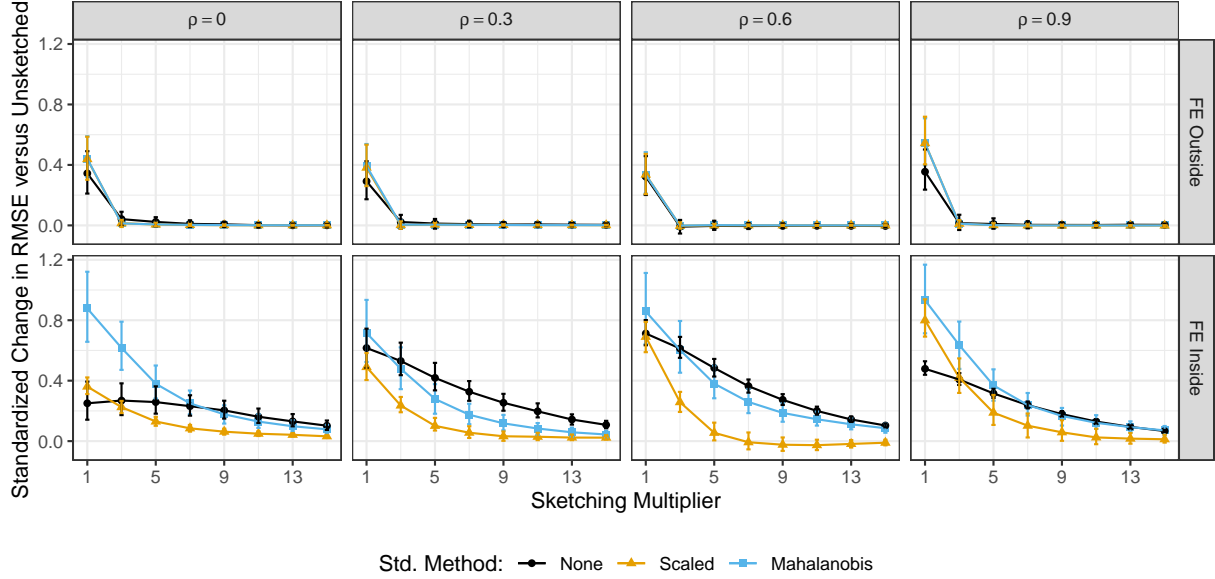 ρ = 0
ρ = 0.3
ρ = 0.6
ρ = 0.9
Standardized Change in RMSE versus Unsketched
1.2
0.8
0.4
0.0
FE Outside
1.2
0.8
0.4
0.0
FE Inside
1 5 9 13
1 5 9 13
1 5 9 13
1 5 9 13
Sketching Multiplier
Std. Method: None Scaled Mahalanobis